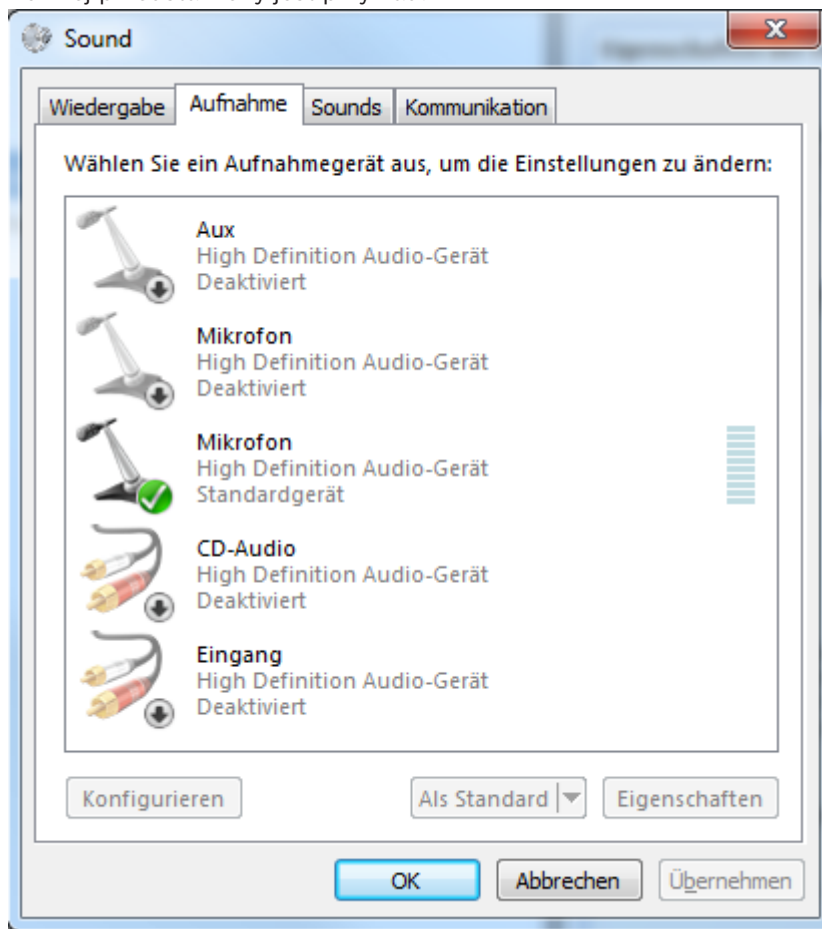 Sound
Wiedergabe Aufnahme Sounds Kommunikation
Wählen Sie ein Aufnahmegerät aus, um die Einstellungen zu ändern:
Aux
High Definition Audio-Gerät
Deaktiviert
Mikrofon
High Definition Audio-Gerät
Deaktiviert
Mikrofon
High Definition Audio-Gerät
Standardgerät
CD-Audio
High Definition Audio-Gerät
Deaktiviert
Eingang
High Definition Audio-Gerät
Deaktiviert
Konfigurieren Als Standard Eigenschaften
OK Abbrechen Übernehmen